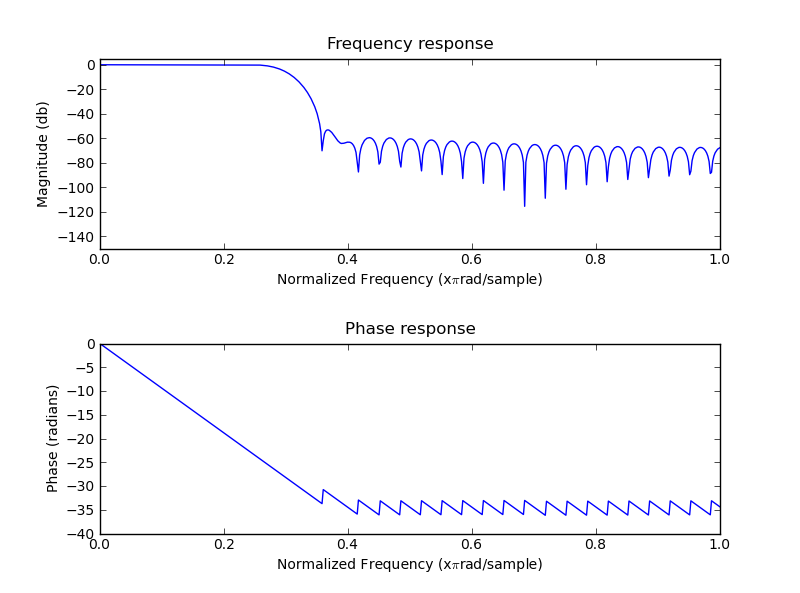 Frequency response
Magnitude (db)
0
−20
−40
−60
−80
−100
−120
−140
0.0 0.2 0.4 0.6 0.8 1.0
Normalized Frequency (xπrad/sample)
Phase response
Phase (radians)
0
−5
−10
−15
−20
−25
−30
−35
−40
0.0 0.2 0.4 0.6 0.8 1.0
Normalized Frequency (xπrad/sample)